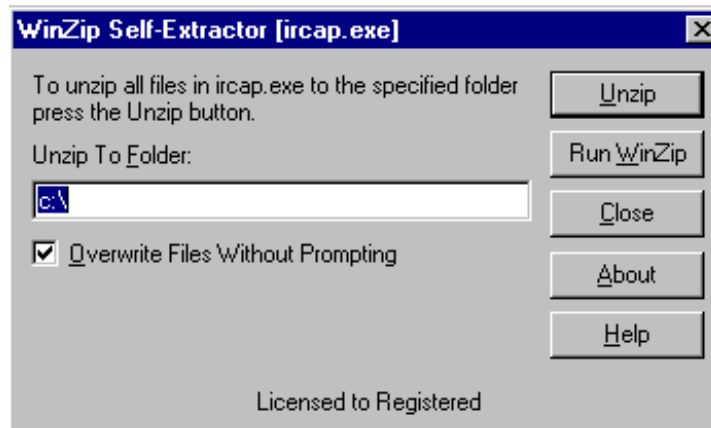 WinZip Self-Extractor [ircap.exe]
To unzip all files in ircap.exe to the specified folder
press the Unzip button.
Unzip To Folder:
c:\
Overwrite Files Without Prompting
Unzip
Run WinZip
Close
About
Help
Licensed to Registered